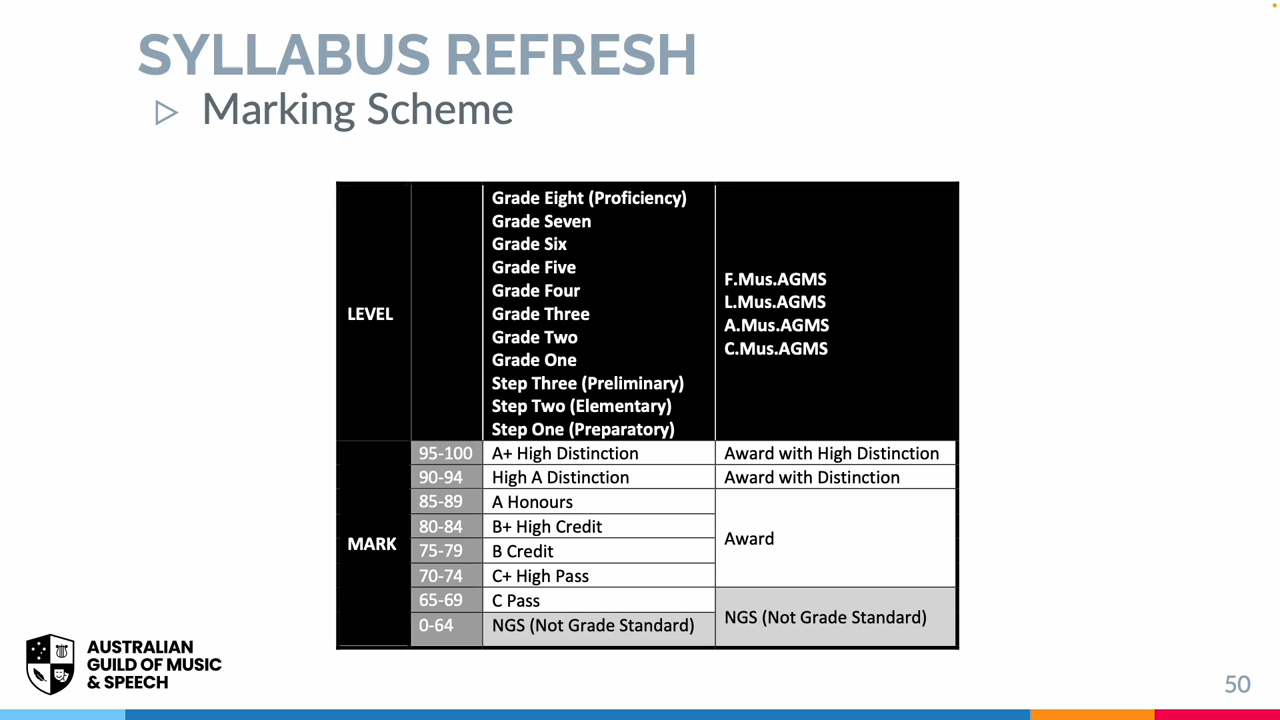 SYLLABUS REFRESH
Marking Scheme
LEVEL
Grade Eight (Proficiency)
Grade Seven
Grade Six
Grade Five
Grade Four
Grade Three
Grade Two
Grade One
Step Three (Preliminary)
Step Two (Elementary)
Step One (Preparatory)
F.Mus.AGMS
L.Mus.AGMS
A.Mus.AGMS
C.Mus.AGMS
MARK
95-100 A+ High Distinction Award with High Distinction
90-94 High A Distinction Award with Distinction
85-89 A Honours
80-84 B+ High Credit
Award
75-79 B Credit
70-74 C+ High Pass
65-69 C Pass
NGS (Not Grade Standard)
0-64 NGS (Not Grade Standard)
AUSTRALIAN
GUILD OF MUSIC
& SPEECH
50